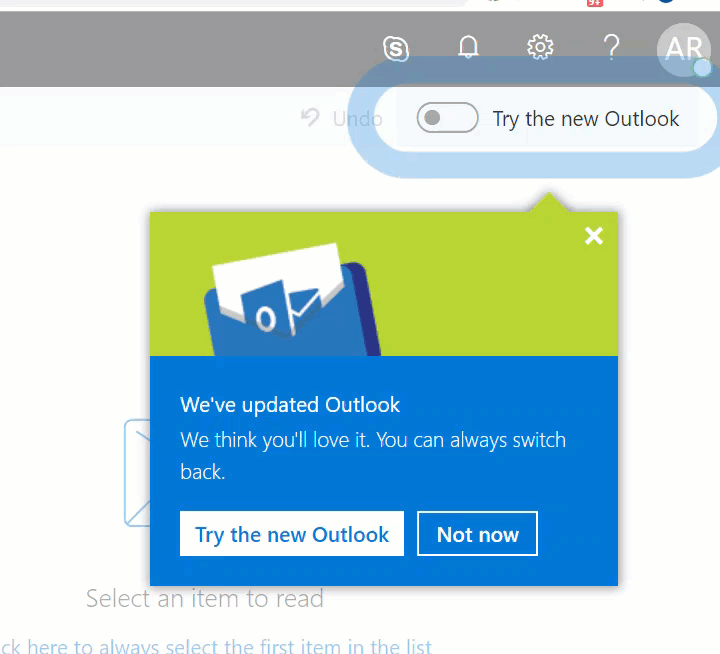 9+
S
?
AR
Undo
Try the new Outlook
O
We've updated Outlook
We think you'll love it. You can always switch
back.
Try the new Outlook
Not now
Select an item to read
ck here to always select the first item in the list